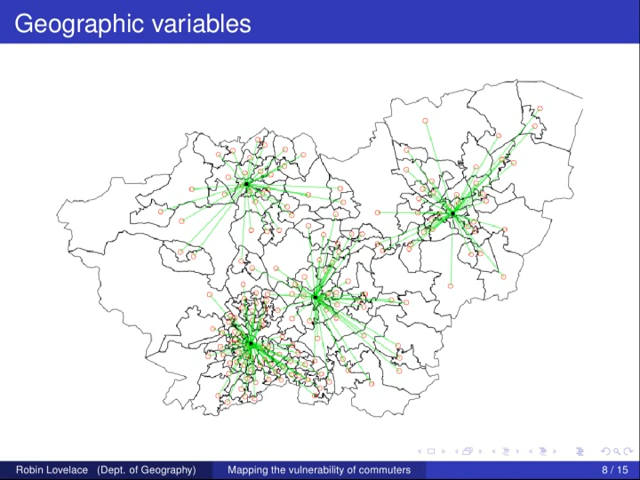 Geographic variables
Robin Lovelace (Dept. of Geography) Mapping the vulnerability of commuters 8 / 15